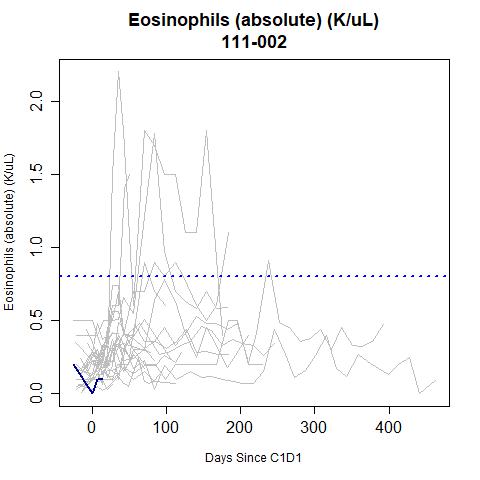 Eosinophils (absolute) (K/uL)
111-002
Eosinophils (absolute) (K/uL)
2.0
1.5
1.0
0.5
0.0
0 100 200 300 400
Days Since C1D1